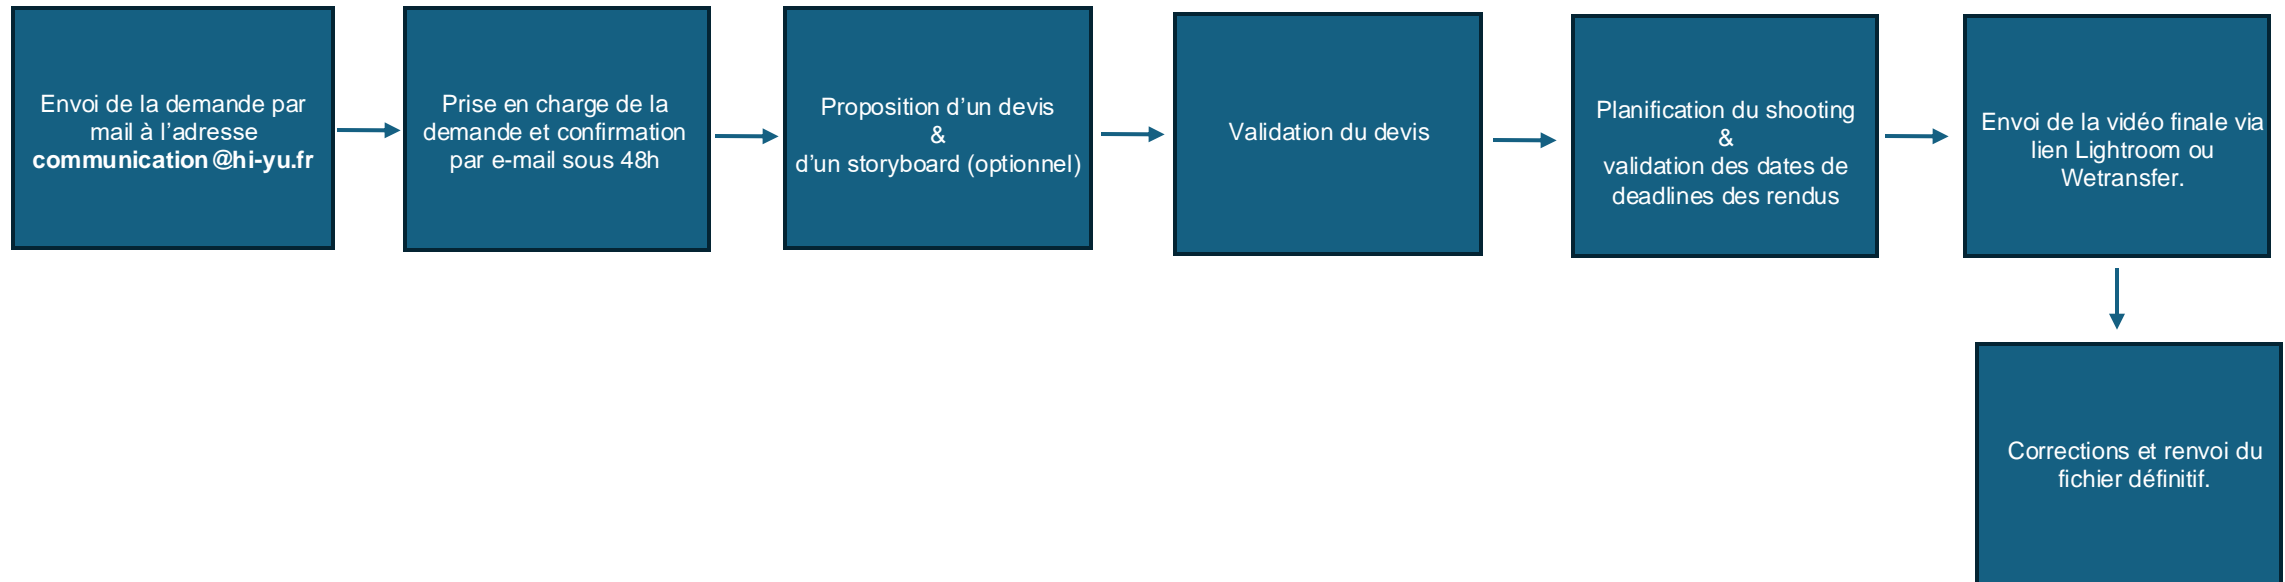 Envoi de la demande par
mail à l’adresse
communication@hi-yu.fr
Prise en charge de la
demande et confirmation
par e-mail sous 48h
Proposition d’un devis
&
d’un storyboard (optionnel)
Validation du devis
Planification du shooting
&
validation des dates de
deadlines des rendus
Envoi de la vidéo finale via
lien Lightroom ou
Wetransfer.
Corrections et renvoi du
fichier définitif.